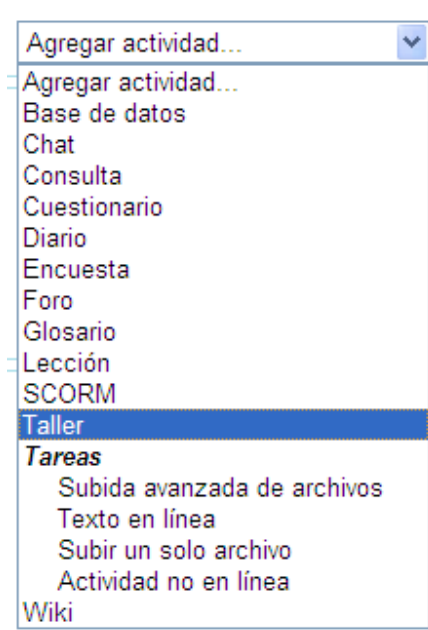 Agregar actividad...
Agregar actividad...
Base de datos
Chat
Consulta
Cuestionario
Diario
Encuesta
Foro
Glosario
Lección
SCORM
Taller
Tareas
Subida avanzada de archivos
Texto en línea
Subir un solo archivo
Actividad no en línea
Wiki